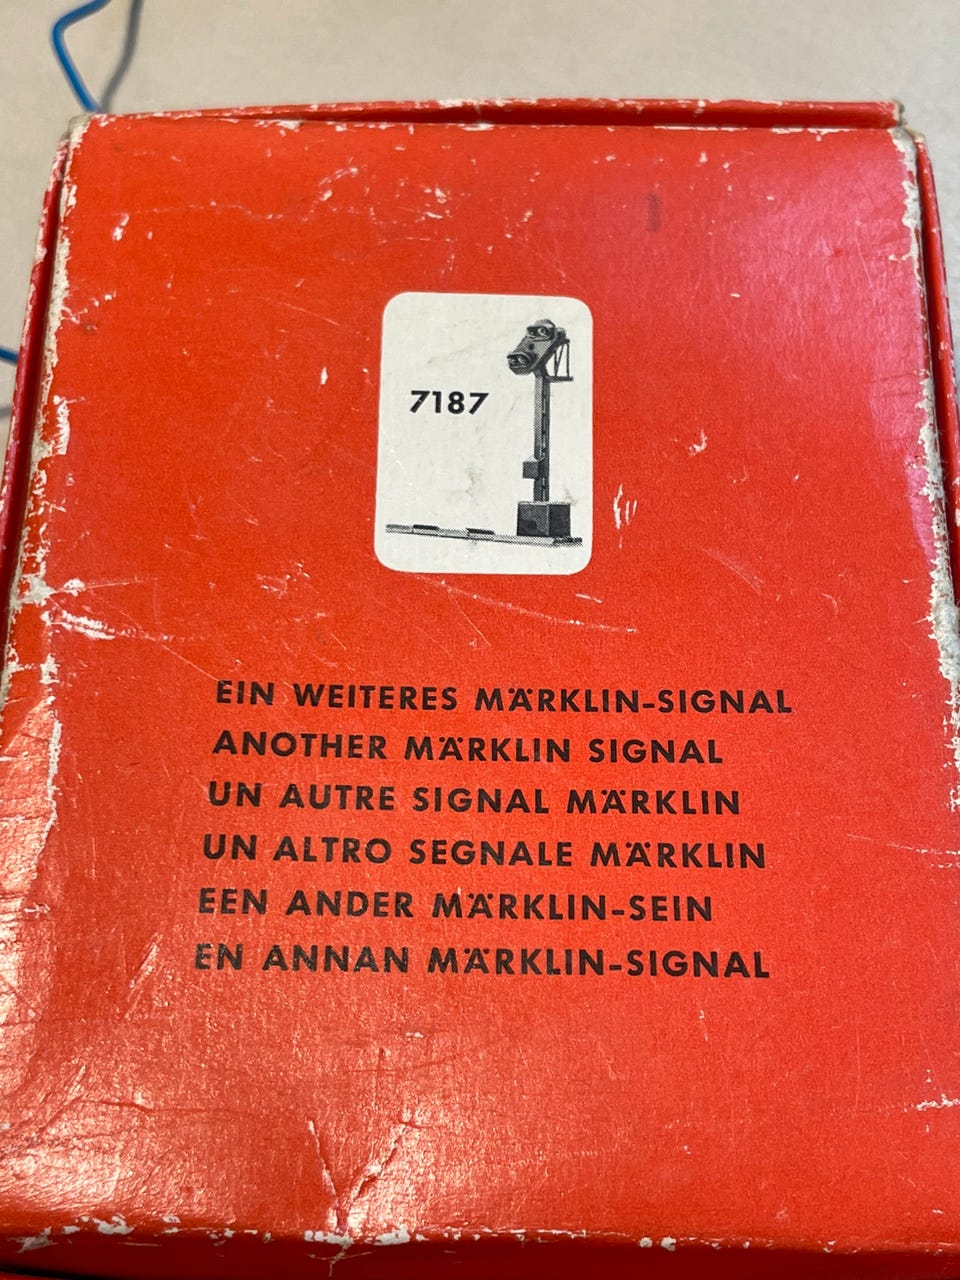 7187
EIN WEITERES MÄRKLIN-SIGNAL
ANOTHER MÄRKLIN SIGNAL
UN AUTRE SIGNAL MÄRKLIN
UN ALTRO SEGNALE MÄRKLIN
EEN ANDER MÄRKLIN-SEIN
EN ANNAN MÄRKLIN-SIGNAL